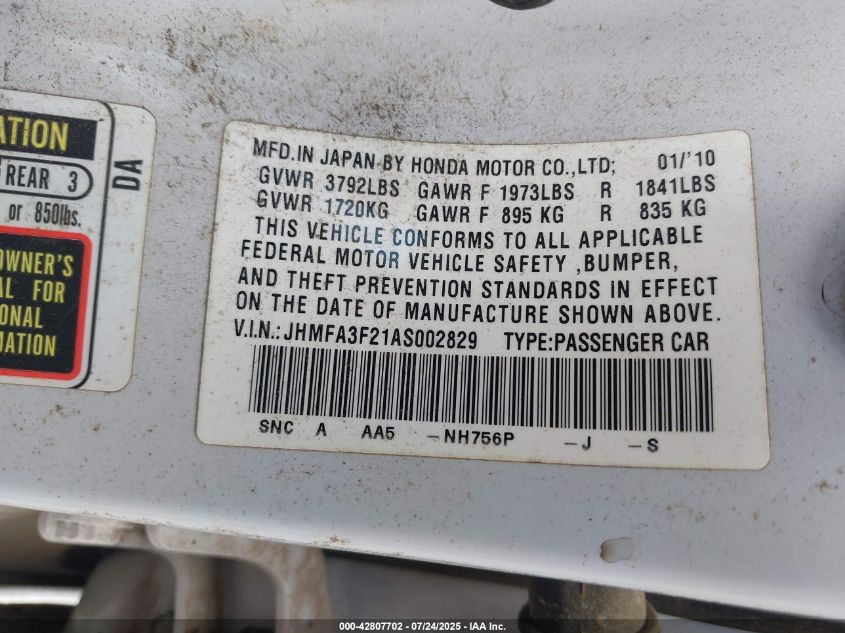 ATION
REAR 3
or 850lbs.
OWNER'S
AL FOR
IONAL
MATION
DA
MFD.IN JAPAN BY HONDA MOTOR CO.,LTD; 01/'10
GVWR 3792LBS GAWR F 1973LBS R 1841LBS
GVWR 1720KG GAWR F 895 KG R 835 KG
THIS VEHICLE CONFORMS TO ALL APPLICABLE
FEDERAL MOTOR VEHICLE SAFETY ,BUMPER,
AND THEFT PREVENTION STANDARDS IN EFFECT
ON THE DATE OF MANUFACTURE SHOWN ABOVE.
V.I.N.: JHMFA3F21AS002829 TYPE:PASSENGER CAR
SNC A AA5 -NH756P -J -S
000-42807702 - 07/24/2025 - IAA Inc.